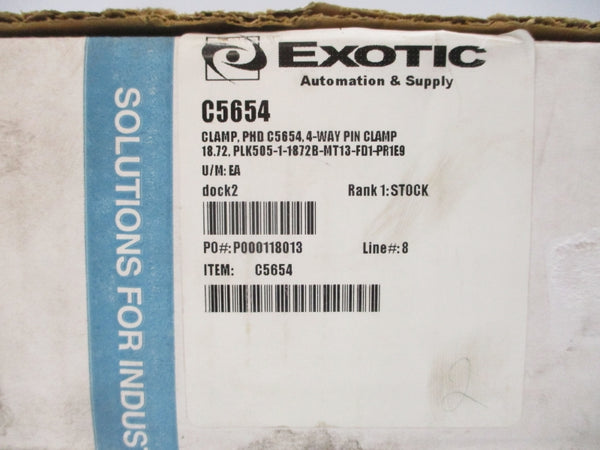 EXOTIC
Automation & Supply
C5654
CLAMP, PHD C5654, 4-WAY PIN CLAMP
18.72, PLK505-1-1872B-MT13-FD1-PR1E9
U/M: EA
dock2 Rank 1: STOCK
PO#: P000118013 Line#: 8
ITEM: C5654
2
SOLUTIONS FOR INDUS